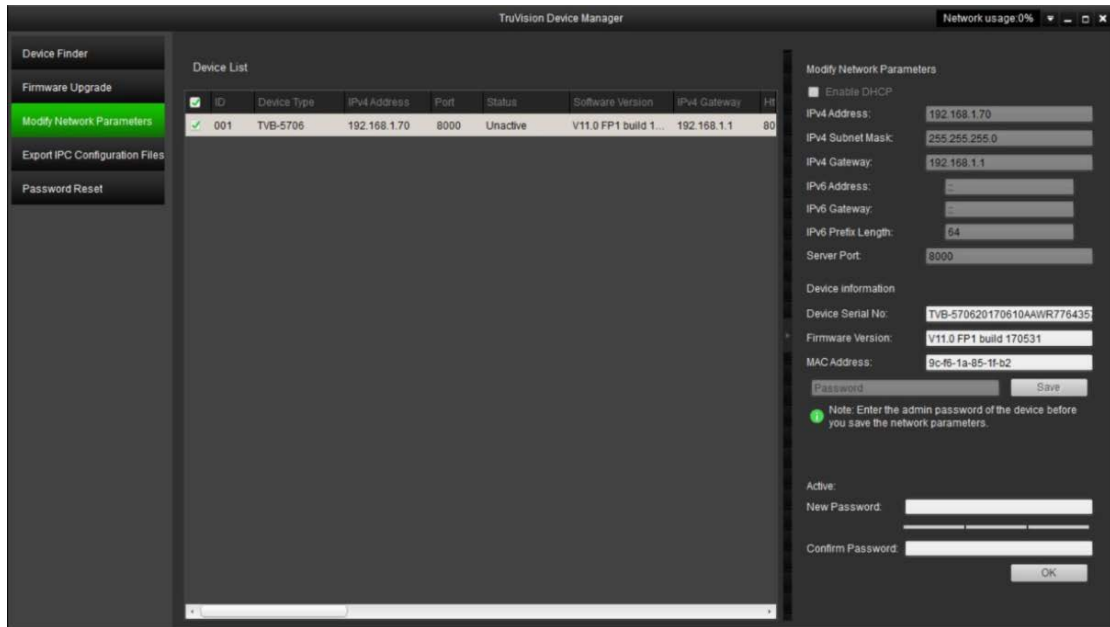 TruVision Device Manager
Network usage:0%
Device Finder
Firmware Upgrade
Modify Network Parameters
Export IPC Configuration Files
Password Reset
Device List
ID Device Type IPv4 Address Port Status Software Version IPv4 Gateway Ht
001 TVB-5706 192.168.1.70 8000 Unactive V11.0 FP1 build 1... 192.168.1.1 80
Modify Network Parameters
Enable DHCP
IPv4 Address: 192.168.1.70
IPv4 Subnet Mask: 255.255.255.0
IPv4 Gateway: 192.168.1.1
IPv6 Address: ::
IPv6 Gateway: ::
IPv6 Prefix Length: 64
Server Port: 8000
Device information
Device Serial No: TVB-570620170610AAWR7764357
Firmware Version: V11.0 FP1 build 170531
MAC Address: 9c-f6-1a-85-1f-b2
Password Save
Note: Enter the admin password of the device before
you save the network parameters.
Active:
New Password:
Confirm Password:
OK